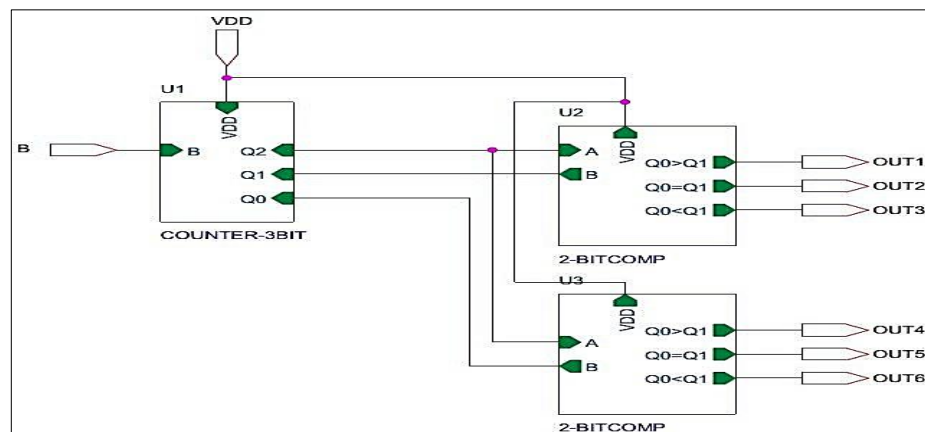 VDD
U1
VDD
B
B
Q2
Q1
Q0
COUNTER-3BIT
U2
VDD
A
B
Q0>Q1
Q0=Q1
Q0<Q1
OUT1
OUT2
OUT3
2-BITCOMP
U3
VDD
A
B
Q0>Q1
Q0=Q1
Q0<Q1
OUT4
OUT5
OUT6
2-BITCOMP